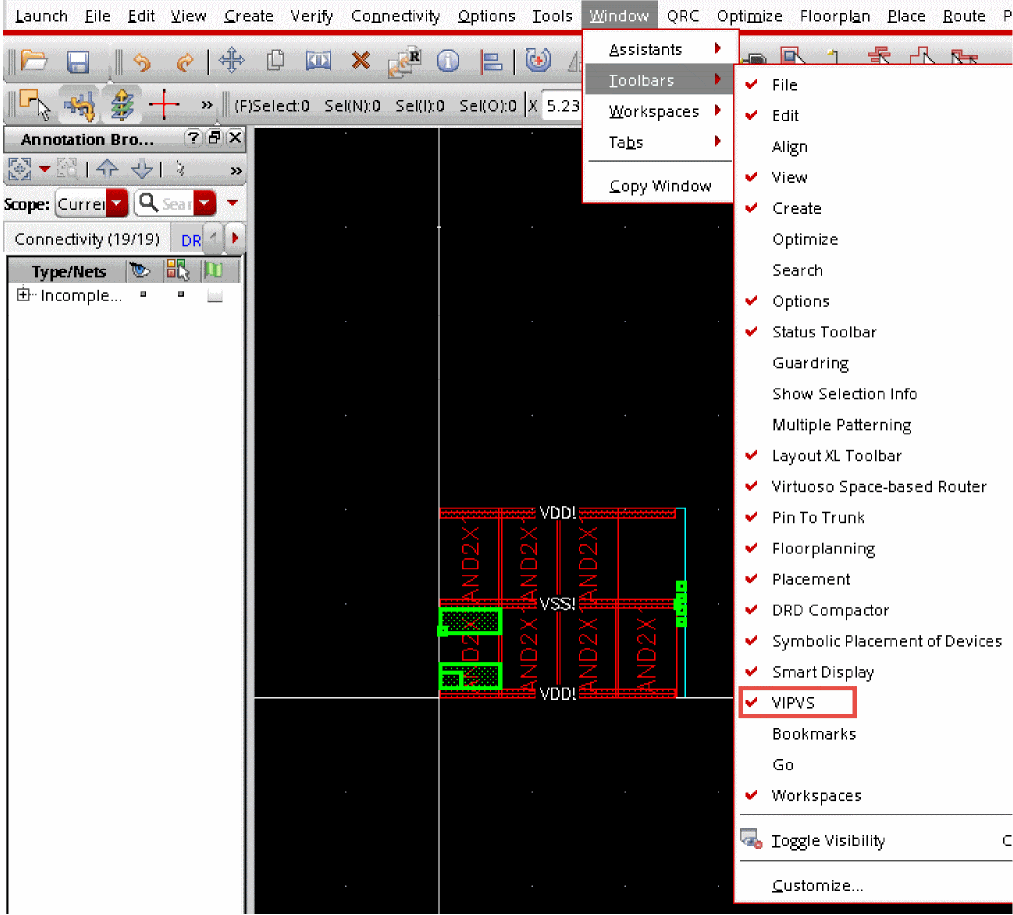 Launch File Edit View Create Verify Connectivity Options Tools Window QRC Optimize Floorplan Place Route P
(F)Select:0 Sel(N):0 Sel(I):0 Sel(O):0 X 5.23
R
Annotation Bro...
Scope: Currei Sear
Connectivity (19/19) DR
Type/Nets
Incomple...
Assistants
Toolbars
Workspaces
Tabs
Copy Window
File
Edit
Align
View
Create
Optimize
Search
Options
Status Toolbar
Guardring
Show Selection Info
Multiple Patterning
Layout XL Toolbar
Virtuoso Space-based Router
Pin To Trunk
Floorplanning
Placement
DRD Compactor
Symbolic Placement of Devices
Smart Display
VIPVS
Bookmarks
Go
Workspaces
Toggle Visibility C
Customize...
VDD!
AND2X AND2X AND2X
VSS!
AND2X AND2X AND2X AND2X
VDD!